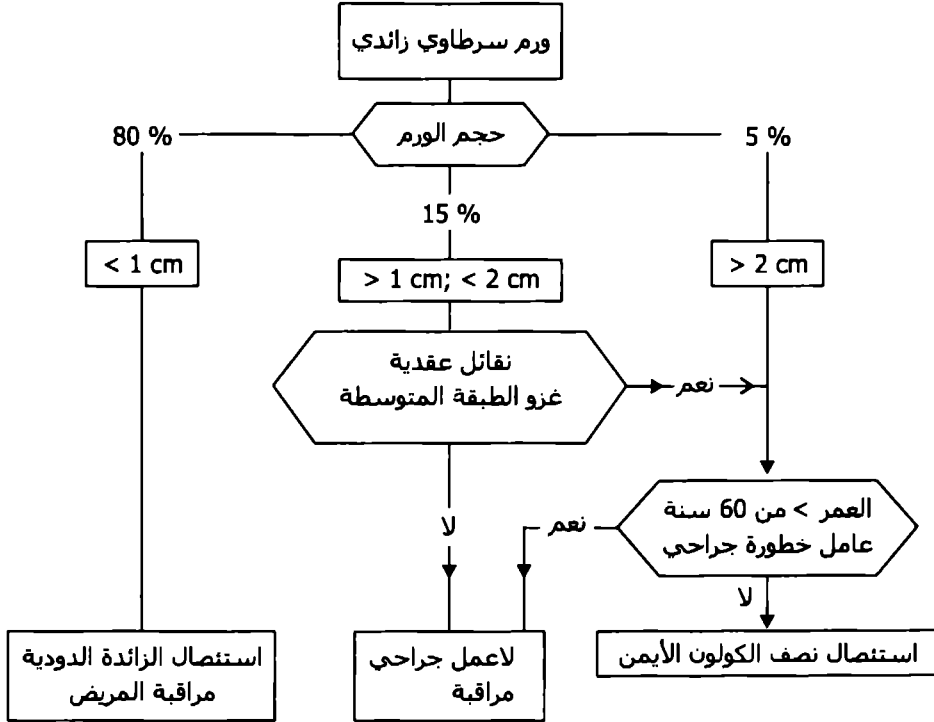 ورم سرطاوي زائدي
حجم الورم
80 %
5 %
15 %
< 1 cm
> 1 cm; < 2 cm
> 2 cm
نقائل عقدية
غزو الطبقة المتوسطة
نعم
العمر > من 60 سنة
عامل خطورة جراحي
نعم
لا
لا
استئصال الزائدة الدودية
مراقبة المريض
لاعمل جراحي
مراقبة
استئصال نصف الكولون الأيمن